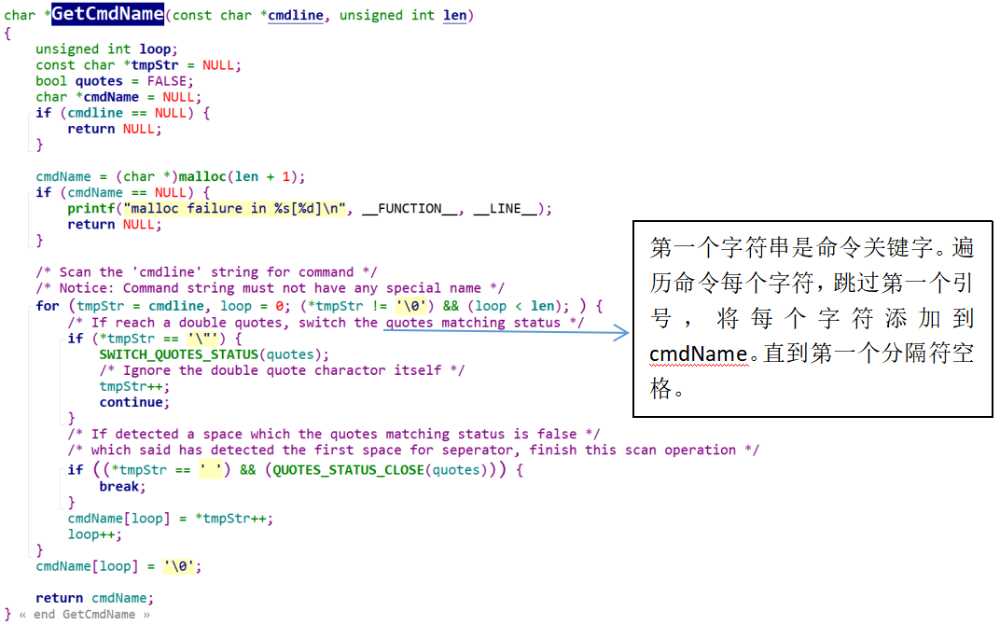 char *GetCmdName(const char *cmdline, unsigned int len)
{
unsigned int loop;
const char *tmpStr = NULL;
bool quotes = FALSE;
char *cmdName = NULL;
if (cmdline == NULL) {
return NULL;
}
cmdName = (char *)malloc(len + 1);
if (cmdName == NULL) {
printf("malloc failure in %s[%d]\n", __FUNCTION__, __LINE__);
return NULL;
}
/* Scan the 'cmdline' string for command */
/* Notice: Command string must not have any special name */
for (tmpStr = cmdline, loop = 0; (*tmpStr != '\0') && (loop < len); ) {
/* If reach a double quotes, switch the quotes matching status */
if (*tmpStr == '\"') {
SWITCH_QUOTES_STATUS(quotes);
/* Ignore the double quote charactor itself */
tmpStr++;
continue;
}
/* If detected a space which the quotes matching status is false */
/* which said has detected the first space for seperator, finish this scan operation */
if ((*tmpStr == ' ') && (QUOTES_STATUS_CLOSE(quotes))) {
break;
}
cmdName[loop] = *tmpStr++;
loop++;
}
cmdName[loop] = '\0';
return cmdName;
} « end GetCmdName »
第一个字符串是命令关键字。遍
历命令每个字符，跳过第一个引
号，将每个字符添加到
cmdName。直到第一个分隔符空
格。